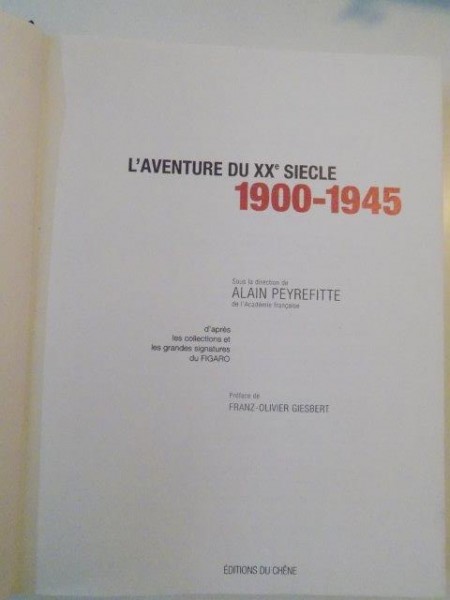 L'AVENTURE DU XXe SIECLE
1900-1945
Sous la direction de
ALAIN PEYREFITTE
de l'Académie française
d'après
les collections et
les grandes signatures
du FIGARO
Préface de
FRANZ-OLIVIER GIESBERT
ÉDITIONS DU CHÊNE